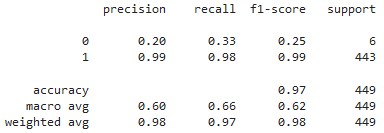 precision recall f1-score support
0 0.20 0.33 0.25 6
1 0.99 0.98 0.99 443
accuracy 0.97 449
macro avg 0.60 0.66 0.62 449
weighted avg 0.98 0.97 0.98 449